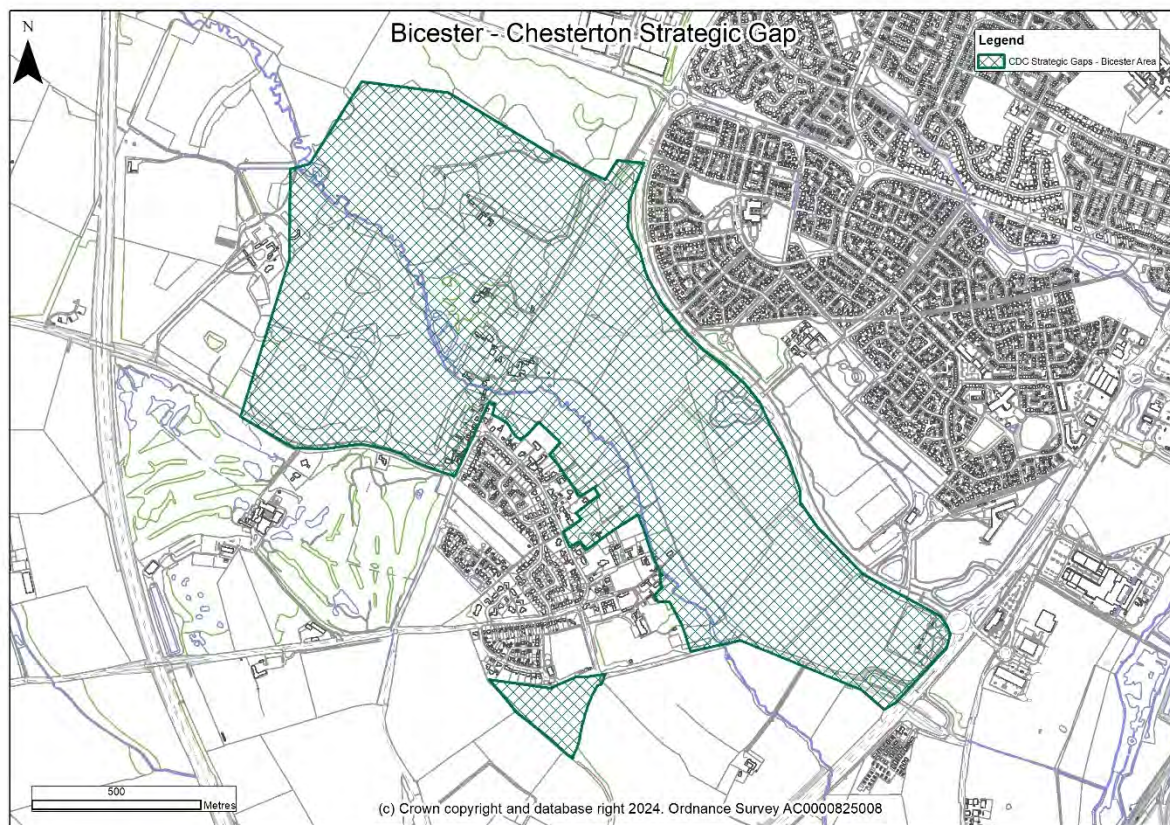 Bicester - Chesterton Strategic Gap
N
Legend
CDC Strategic Gaps - Bicester Area
500
Metres
(c) Crown copyright and database right 2024. Ordnance Survey AC0000825008